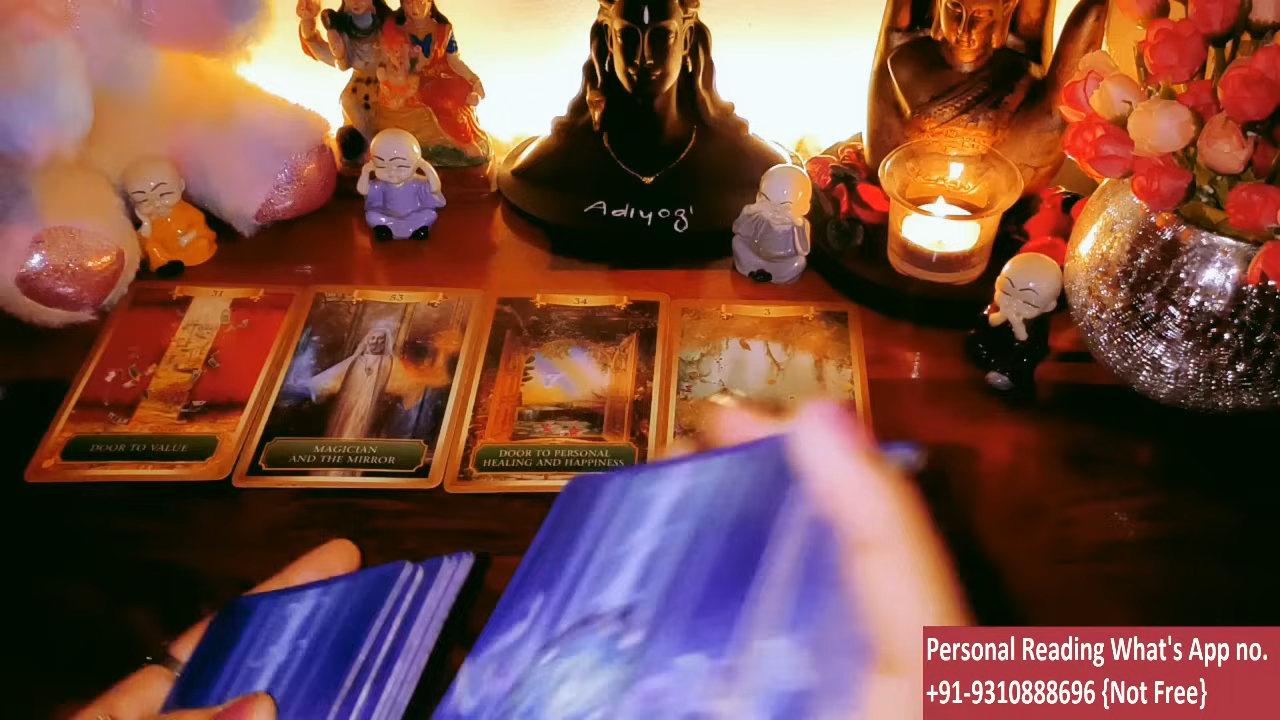 Adiyogi
31
53
34
3
DOOR TO VALUE
MAGICIAN
AND THE MIRROR
DOOR TO PERSONAL
HEALING AND HAPPINESS
Personal Reading What's App no.
+91-9310888696 {Not Free}